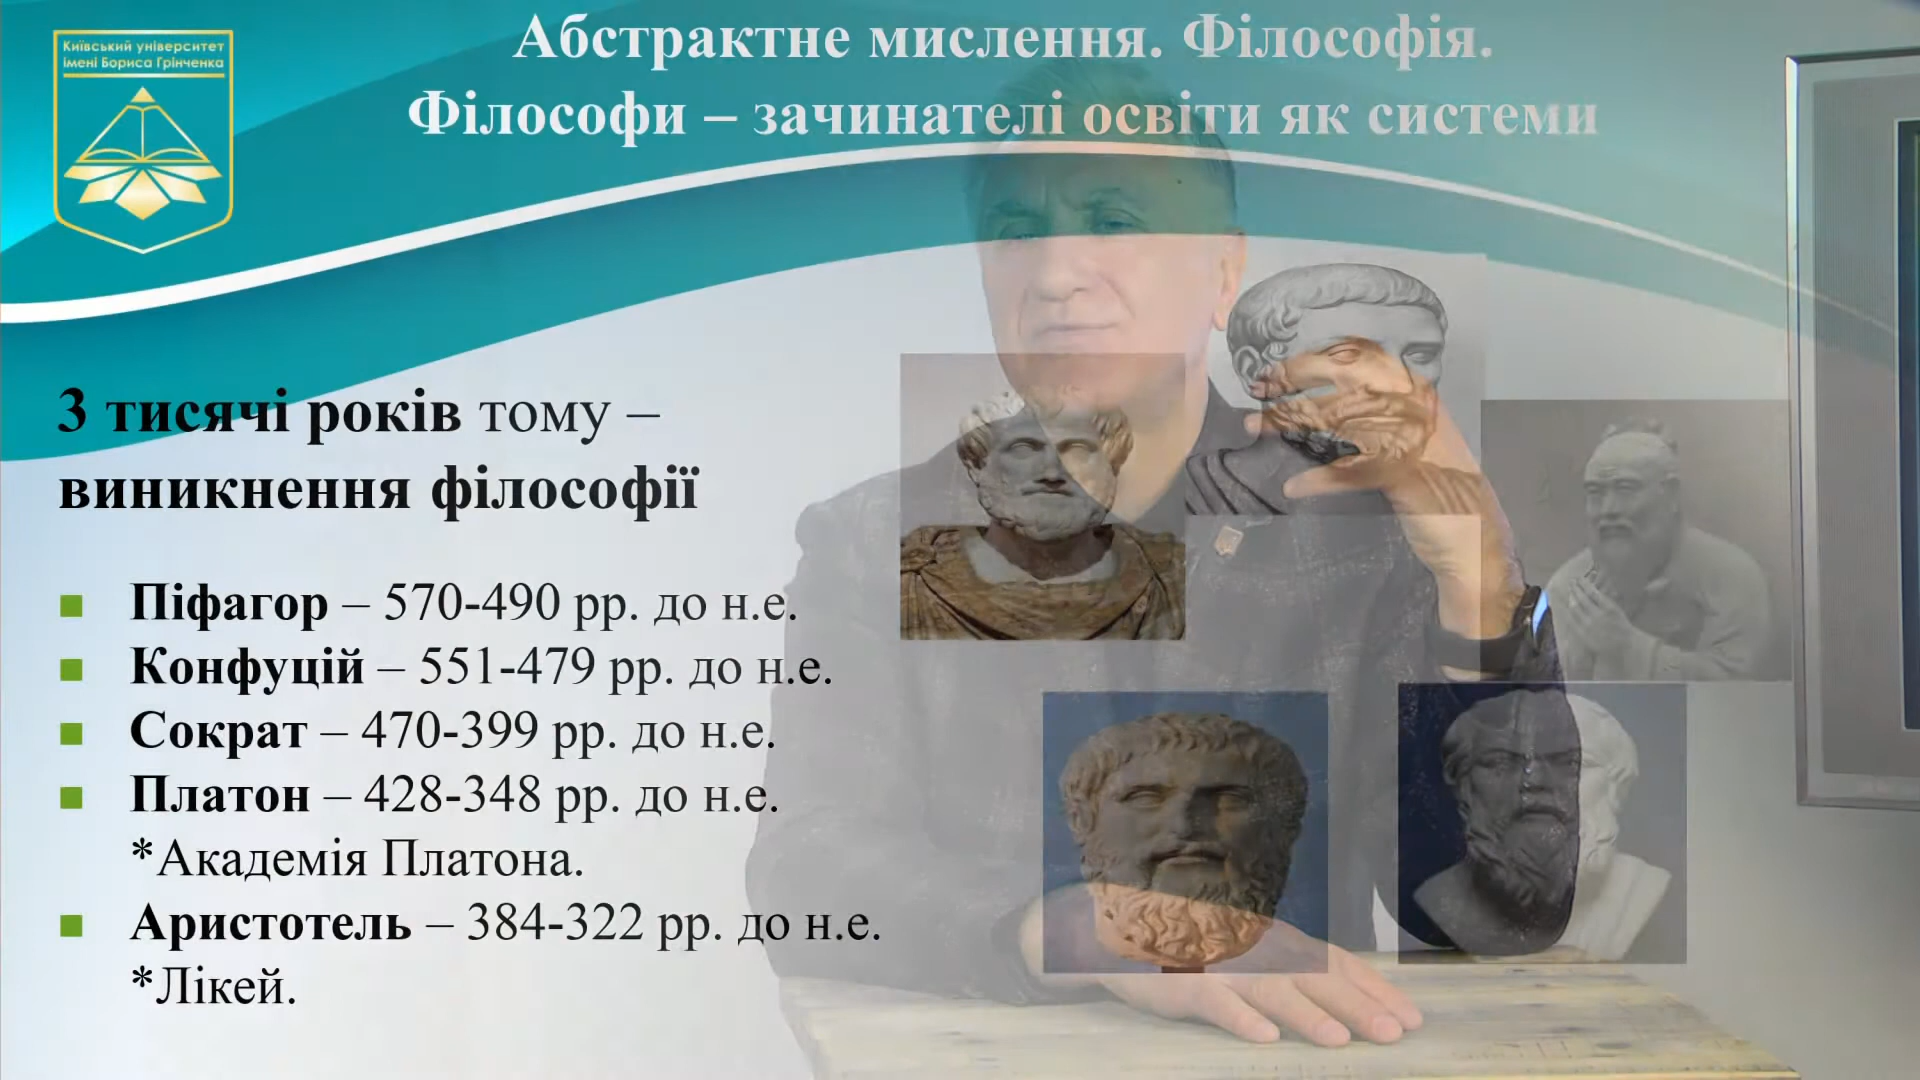 Київський університет
імені Бориса Грінченка
Абстрактне мислення. Філософія.
Філософи – зачинателі освіти як системи
3 тисячі років тому –
виникнення філософії
Піфагор – 570-490 рр. до н.е.
Конфуцій – 551-479 рр. до н.е.
Сократ – 470-399 рр. до н.е.
Платон – 428-348 рр. до н.е.
*Академія Платона.
Аристотель – 384-322 рр. до н.е.
*Лікей.